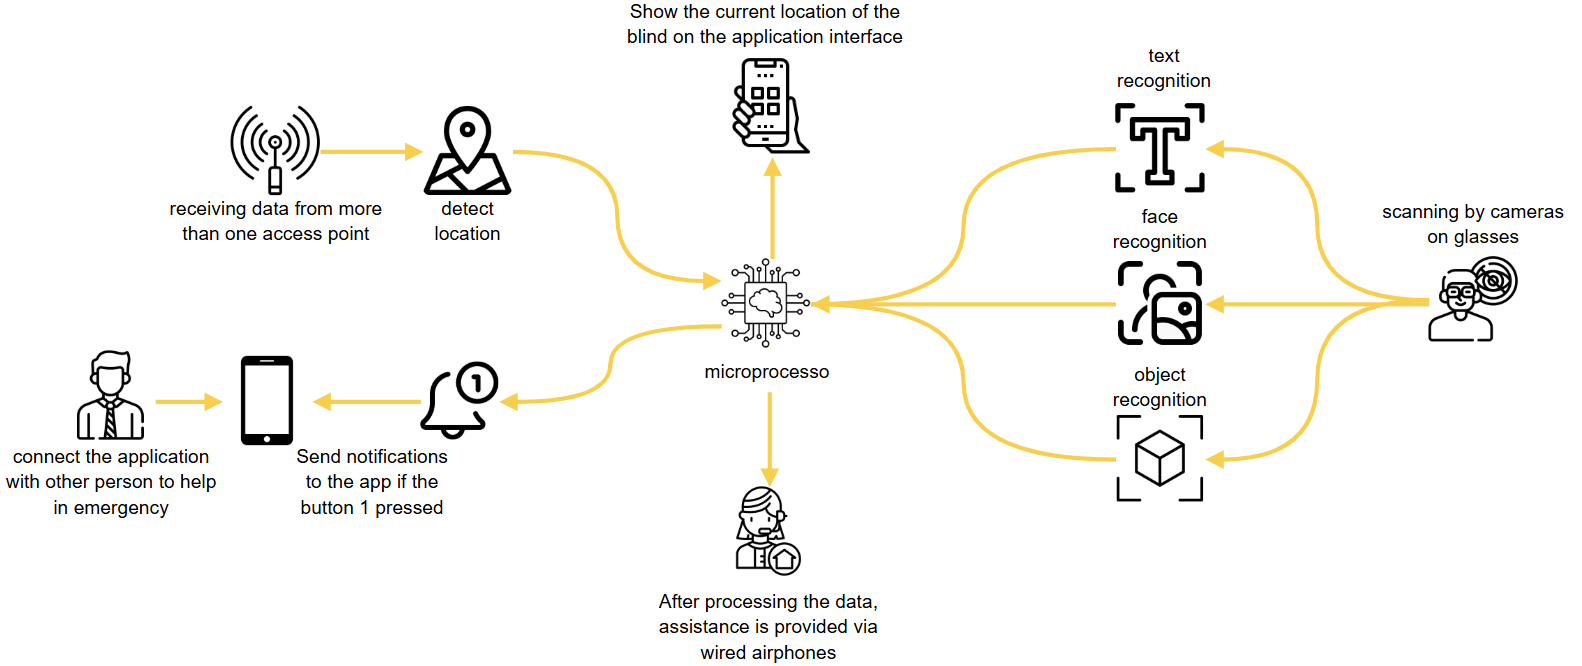 Show the current location of the
blind on the application interface
text
recognition
receiving data from more
than one access point
detect
location
face
recognition
scanning by cameras
on glasses
microprocesso
object
recognition
1
connect the application
with other person to help
in emergency
Send notifications
to the app if the
button 1 pressed
After processing the data,
assistance is provided via
wired airphones